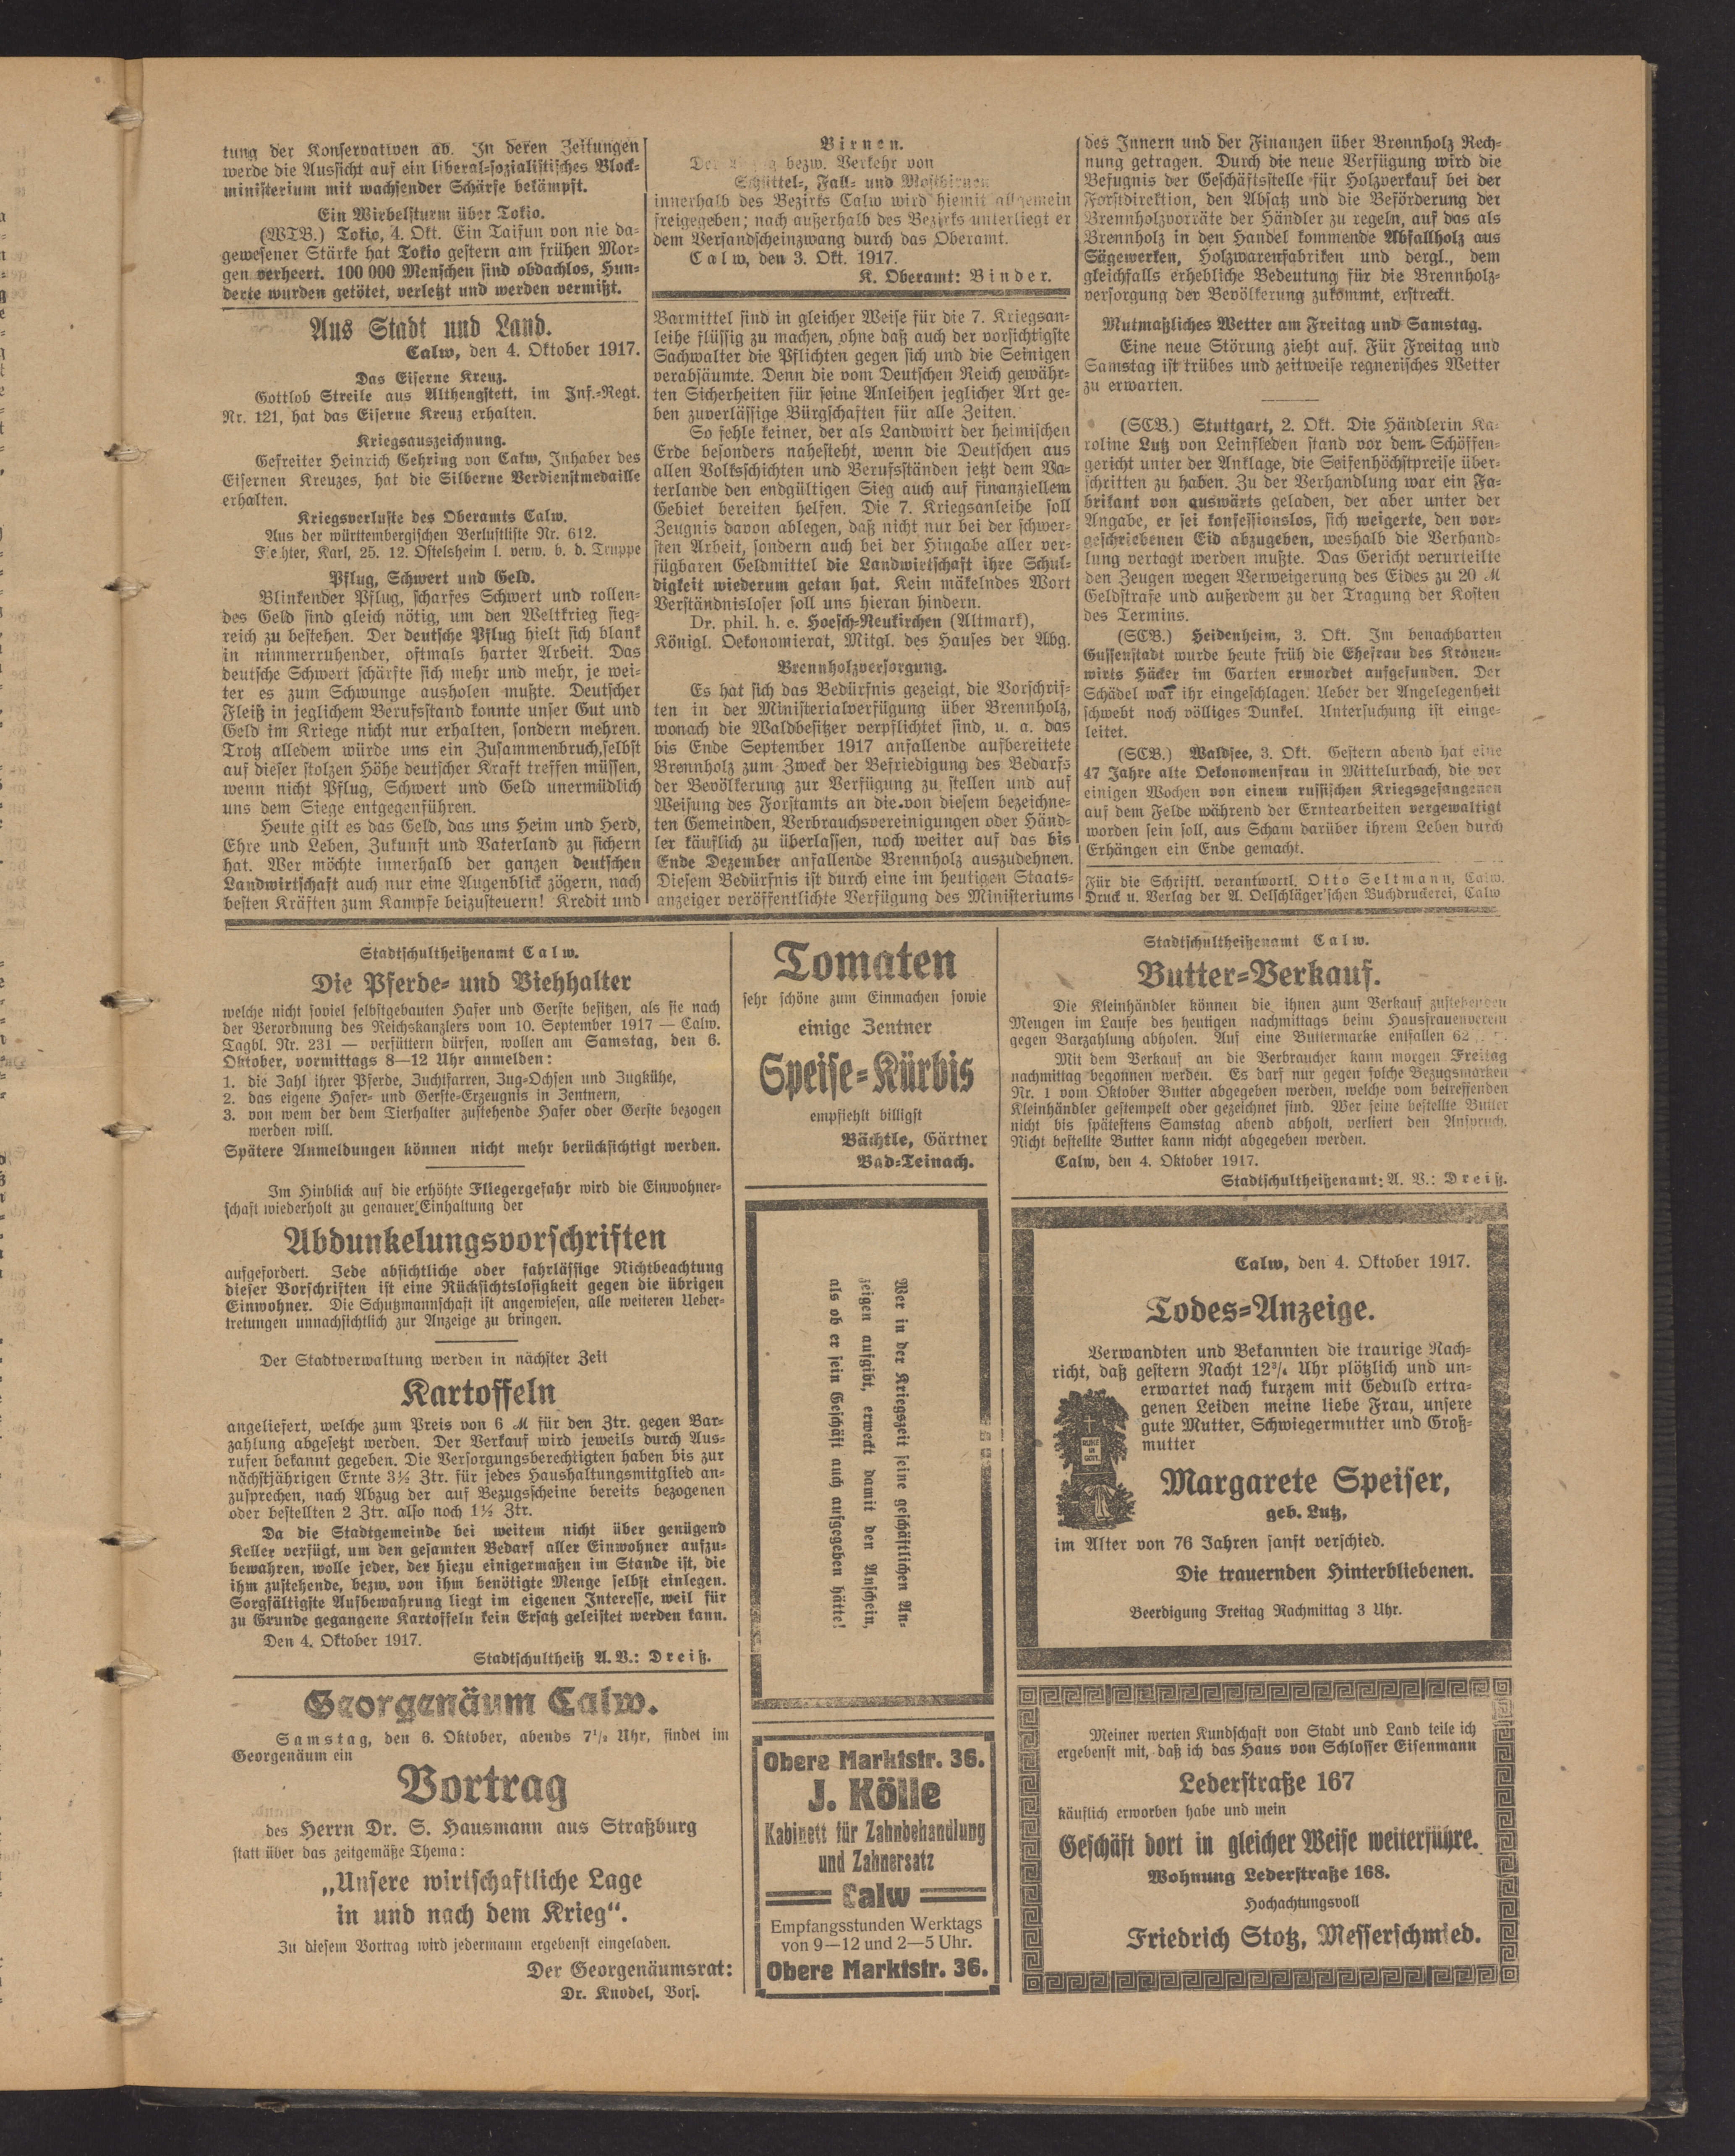 tung der Konservativen ab. In deren Zeitungen
werde die Aussicht auf ein liberal-sozialistisches Block-
ministerium mit wachsender Schärfe bekämpft.
Ein Wirbelsturm über Tokio.
(WTB.) Tokio, 4. Okt. Ein Taifun von nie da-
gewesener Stärke hat Tokio gestern am frühen Mor-
gen verheert. 100 000 Menschen sind obdachlos, Hun-
derte wurden getötet, verletzt und werden vermißt.
Aus Stadt und Land.
Calw, den 4. Oktober 1917.
Das Eiserne Kreuz.
Gottlob Streile aus Althengstett, im Inf.-Regt.
Nr. 121, hat das Eiserne Kreuz erhalten.
Kriegsauszeichnung.
Gefreiter Heinrich Gehring von Calw, Inhaber des
Eisernen Kreuzes, hat die Silberne Verdienstmedaille
erhalten.
Kriegsverluste des Oberamts Calw.
Aus der württembergischen Verlustliste Nr. 612.
Karl, 25. 12. Ostelsheim l. verw. b. d. Truppe
Pflug, Schwert und Geld.
Blinkender Pflug, scharfes Schwert und rollen-
des Geld sind gleich nötig, um den Weltkrieg sieg-
reich zu bestehen. Der deutsche Pflug hielt sich blank
in nimmerruhender, oftmals harter Arbeit. Das
deutsche Schwert schärfte sich mehr und mehr, je wei-
ter es zum Schwunge ausholen mußte. Deutscher
Fleiß in jeglichem Berufsstand konnte unser Gut und
Geld im Kriege nicht nur erhalten, sondern mehren.
Trotz alledem würde uns ein Zusammenbruch, selbst
auf dieser stolzen Höhe deutscher Kraft treffen müssen,
wenn nicht Pflug, Schwert und Geld unermüdlich
uns dem Siege entgegenführen.
Heute gilt es das Geld, das uns Heim und Herd,
Ehre und Leben, Zukunft und Vaterland zu sichern
hat. Wer möchte innerhalb der ganzen deutschen
Landwirtschaft auch nur eine Augenblick zögern, nach
besten Kräften zum Kampfe beizusteuern! Kredit und
Birnen.
bezw. Verkehr von
Schüttel-, Fall- und Mostbirnen
innerhalb des Bezirks Calw wird hiemit allgemein
freigegeben; nach außerhalb des Bezirks unterliegt er
dem Versandscheinzwang durch das Oberamt.
Calw, den 3. Okt. 1917.
K. Oberamt: Binder.
Barmittel sind in gleicher Weise für die 7. Kriegsan-
leihe flüssig zu machen, ohne daß auch der vorsichtigste
Sachwalter die Pflichten gegen sich und die Seinigen
verabsäumte. Denn die vom Deutschen Reich gewähr-
ten Sicherheiten für seine Anleihen jeglicher Art ge-
ben zuverlässige Bürgschaften für alle Zeiten.
So fehle keiner, der als Landwirt der heimischen
Erde besonders nahesteht, wenn die Deutschen aus
allen Volksschichten und Berufsständen jetzt dem Va-
terlande den endgültigen Sieg auch auf finanziellem
Gebiet bereiten helfen. Die 7. Kriegsanleihe soll
Zeugnis davon ablegen, daß nicht nur bei der schwer-
sten Arbeit, sondern auch bei der Hingabe aller ver-
fügbaren Geldmittel die Landwirtschaft ihre Schul-
digkeit wiederum getan hat. Kein mäkelndes Wort
Verständnisloser soll uns hieran hindern.
Dr. phil. h. c. Hoesch-Neukirchen (Altmark),
Königl. Oekonomierat, Mitgl. des Hauses der Abg.
Brennholzversorgung.
Es hat sich das Bedürfnis gezeigt, die Vorschrif-
ten in der Ministerialverfügung über Brennholz,
wonach die Waldbesitzer verpflichtet sind, u. a. das
bis Ende September 1917 anfallende aufbereitete
Brennholz zum Zweck der Befriedigung des Bedarfs
der Bevölkerung zur Verfügung zu stellen und auf
Weisung des Forstamts an die von diesem bezeichne-
ten Gemeinden, Verbrauchsvereinigungen oder Händ-
ler käuflich zu überlassen, noch weiter auf das bis
Ende Dezember anfallende Brennholz auszudehnen.
Diesem Bedürfnis ist durch eine im heutigen Staats-
anzeiger veröffentlichte Verfügung des Ministeriums
des Innern und der Finanzen über Brennholz Rech-
nung getragen. Durch die neue Verfügung wird die
Befugnis der Geschäftsstelle für Holzverkauf bei der
Forstdirektion, den Absatz und die Beförderung der
Brennholzvorräte der Händler zu regeln, auf das als
Brennholz in den Handel kommende Abfallholz aus
Sägewerken, Holzwarenfabriken und dergl., dem
gleichfalls erhebliche Bedeutung für die Brennholz-
versorgung der Bevölkerung zukommt, erstreckt.
Mutmaßliches Wetter am Freitag und Samstag.
Eine neue Störung zieht auf. Für Freitag und
Samstag ist trübes und zeitweise regnerisches Wetter
zu erwarten.
(SCB.) Stuttgart, 2. Okt. Die Händlerin Ka-
roline Lutz von Leinfleden stand vor dem Schöffen-
gericht unter der Anklage, die Seifenhöchstpreise über-
schritten zu haben. Zu der Verhandlung war ein Fa-
brikant von auswärts geladen, der aber unter der
Angabe, er sei konfessionslos, sich weigerte, den vor-
geschriebenen Eid abzugeben, weshalb die Verhand-
lung vertagt werden mußte. Das Gericht verurteilte
den Zeugen wegen Verweigerung des Eides zu 20 M
Geldstrafe und außerdem zu der Tragung der Kosten
des Termins.
(SCB.) Heidenheim, 3. Okt. Im benachbarten
Gussenstadt wurde heute früh die Ehefrau des Kronen-
wirts Häcker im Garten ermordet aufgefunden. Der
Schädel war ihr eingeschlagen. Ueber der Angelegenheit
schwebt noch völliges Dunkel. Untersuchung ist einge-
leitet.
(SCB.) Waldsee, 3. Okt. Gestern abend hat eine
47 Jahre alte Oekonomensfrau in Mittelurbach, die vor
einigen Wochen von einem russischen Kriegsgefangenen
auf dem Felde während der Erntearbeiten vergewaltigt
worden sein soll, aus Scham darüber ihrem Leben durch
Erhängen ein Ende gemacht.
Für die Schriftl. verantwortl. Otto Seltmann, Calw.
Druck u. Verlag der A. Oelschläger'schen Buchdruckerei, Calw
Stadtschultheißenamt Calw.
Die Pferde- und Viehhalter
welche nicht soviel selbstgebauten Hafer und Gerste besitzen, als sie nach
der Verordnung des Reichskanzlers vom 10. September 1917 — Calw.
Tagbl. Nr. 231 — verfüttern dürfen, wollen am Samstag, den 6.
Oktober, vormittags 8—12 Uhr anmelden:
1. die Zahl ihrer Pferde, Zuchtfarren, Zug-Ochsen und Zugkühe,
2. das eigene Hafer- und Gerste-Erzeugnis in Zentnern,
3. von wem der dem Tierhalter zustehende Hafer oder Gerste bezogen
werden will.
Spätere Anmeldungen können nicht mehr berücksichtigt werden.
Im Hinblick auf die erhöhte Fliegergefahr wird die Einwohner-
schaft wiederholt zu genauer Einhaltung der
Abdunkelungsvorschriften
aufgefordert. Jede absichtliche oder fahrlässige Nichtbeachtung
dieser Vorschriften ist eine Rücksichtslosigkeit gegen die übrigen
Einwohner. Die Schutzmannschaft ist angewiesen, alle weiteren Ueber-
tretungen unnachsichtlich zur Anzeige zu bringen.
Der Stadtverwaltung werden in nächster Zeit
Kartoffeln
angeliefert, welche zum Preis von 6 M für den Ztr. gegen Bar-
zahlung abgesetzt werden. Der Verkauf wird jeweils durch Aus-
rufen bekannt gegeben. Die Versorgungsberechtigten haben bis zur
nächstjährigen Ernte 3½ Ztr. für jedes Haushaltungsmitglied an-
zusprechen, nach Abzug der auf Bezugsscheine bereits bezogenen
oder bestellten 2 Ztr. also noch 1½ Ztr.
Da die Stadtgemeinde bei weitem nicht über genügend
Keller verfügt, um den gesamten Bedarf aller Einwohner aufzu-
bewahren, wolle jeder, der hiezu einigermaßen im Stande ist, die
ihm zustehende, bezw. von ihm benötigte Menge selbst einlegen.
Sorgfältigste Aufbewahrung liegt im eigenen Interesse, weil für
zu Grunde gegangene Kartoffeln kein Ersatz geleistet werden kann.
Den 4. Oktober 1917.
Stadtschultheiß A. V.: Dreiß.
Georgenäum Calw.
Samstag, den 6. Oktober, abends 7½ Uhr, findet im
Georgenäum ein
Vortrag
des Herrn Dr. S. Hausmann aus Straßburg
statt über das zeitgemäße Thema:
„Unsere wirtschaftliche Lage
in und nach dem Krieg“.
Zu diesem Vortrag wird jedermann ergebenst eingeladen.
Der Georgenäumsrat:
Dr. Knodel, Vors.
Tomaten
sehr schöne zum Einmachen sowie
einige Zentner
Speise-Kürbis
empfiehlt billigst
Bächtle, Gärtner
Bad-Teinach.
Wer in der Kriegszeit seine geschäftlichen An-
zeigen aufgibt, erweckt damit den Anschein,
als ob er sein Geschäft auch aufgegeben hätte!
Obere Marktstr. 36.
J. Kölle
Kabinett für Zahnbehandlung
und Zahnersatz
Calw
Empfangsstunden Werktags
von 9—12 und 2—5 Uhr.
Obere Marktstr. 36.
Stadtschultheißenamt Calw.
Butter-Verkauf.
Die Kleinhändler können die ihnen zum Verkauf zustehenden
Mengen im Laufe des heutigen nachmittags beim Hausfrauenverein
gegen Barzahlung abholen. Auf eine Buttermarke entfallen 62
Mit dem Verkauf an die Verbraucher kann morgen Freitag
nachmittag begonnen werden. Es darf nur gegen solche Bezugsmarken
Nr. 1 vom Oktober Butter abgegeben werden, welche vom betreffenden
Kleinhändler gestempelt oder gezeichnet sind. Wer seine bestellte Butter
nicht bis spätestens Samstag abend abholt, verliert den Anspruch.
Nicht bestellte Butter kann nicht abgegeben werden.
Calw, den 4. Oktober 1917.
Stadtschultheißenamt: A. V.: Dreiß.
Calw, den 4. Oktober 1917.
Todes-Anzeige.
Verwandten und Bekannten die traurige Nach-
richt, daß gestern Nacht 12¾ Uhr plötzlich und un-
erwartet nach kurzem mit Geduld ertra-
genen Leiden meine liebe Frau, unsere
gute Mutter, Schwiegermutter und Groß-
mutter
RUHE
IN
GOTT.
Margarete Speiser,
geb. Lutz,
im Alter von 76 Jahren sanft verschied.
Die trauernden Hinterbliebenen.
Beerdigung Freitag Nachmittag 3 Uhr.
Meiner werten Kundschaft von Stadt und Land teile ich
ergebenst mit, daß ich das Haus von Schlosser Eisenmann
Lederstraße 167
käuflich erworben habe und mein
Geschäft dort in gleicher Weise weiterführe.
Wohnung Lederstraße 168.
Hochachtungsvoll
Friedrich Stotz, Messerschmied.